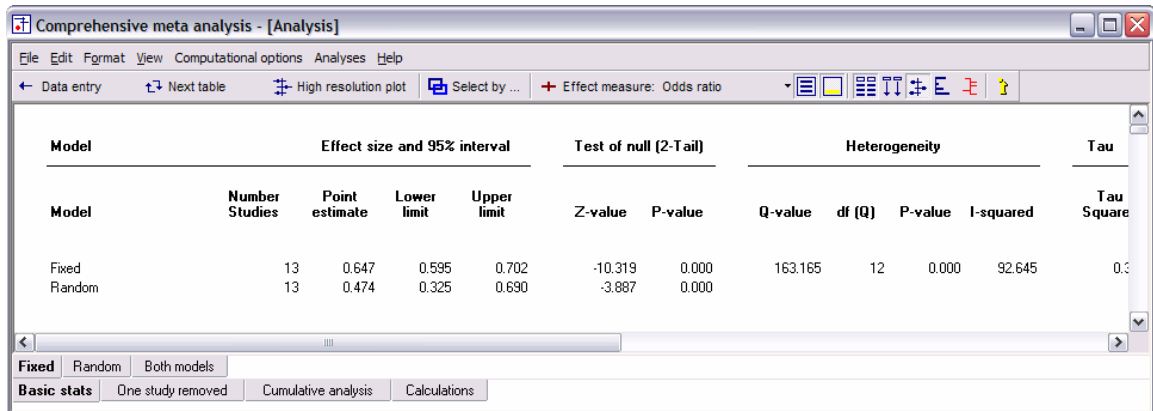 Comprehensive meta analysis - [Analysis]
File Edit Format View Computational options Analyses Help
Data entry Next table High resolution plot Select by ... Effect measure: Odds ratio
Model Effect size and 95% interval Test of null (2-Tail) Heterogeneity Tau
Model Number Studies Point estimate Lower limit Upper limit Z-value P-value Q-value df (Q) P-value I-squared Tau Square
Fixed 13 0.647 0.595 0.702 -10.319 0.000 163.165 12 0.000 92.645
Random 13 0.474 0.325 0.690 -3.887 0.000
Fixed Random Both models
Basic stats One study removed Cumulative analysis Calculations